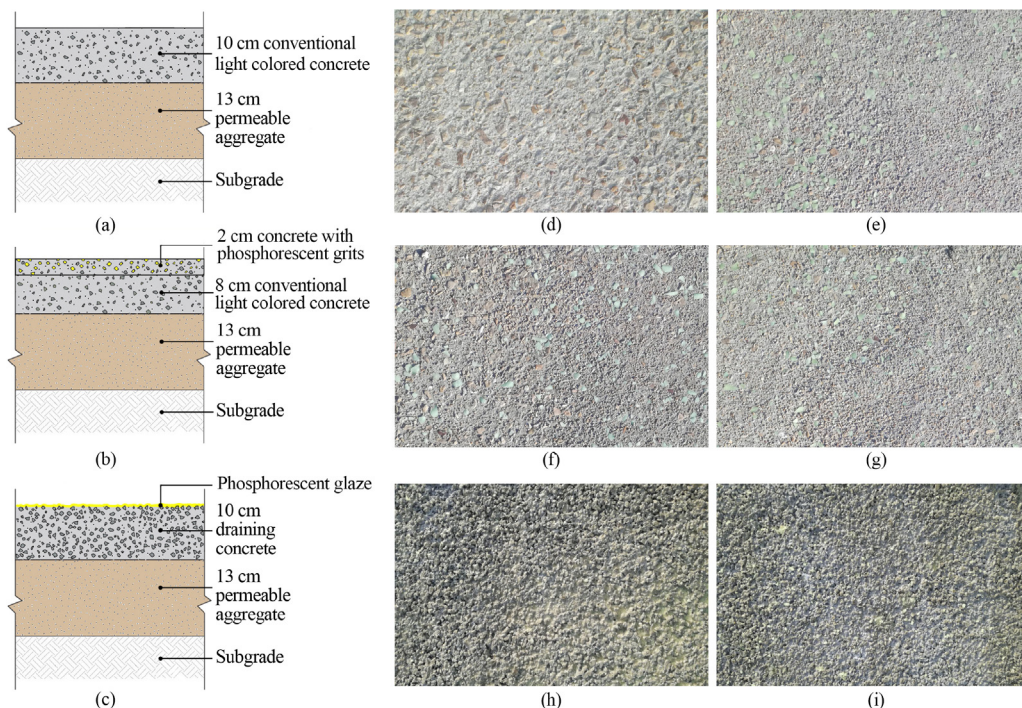 10 cm conventional
light colored concrete
13 cm
permeable
aggregate
Subgrade
(a)
(d)
(e)
2 cm concrete with
phosphorescent grits
8 cm conventional
light colored concrete
13 cm
permeable
aggregate
Subgrade
(b)
(f)
(g)
Phosphorescent glaze
10 cm
draining
concrete
13 cm
permeable
aggregate
Subgrade
(c)
(h)
(i)